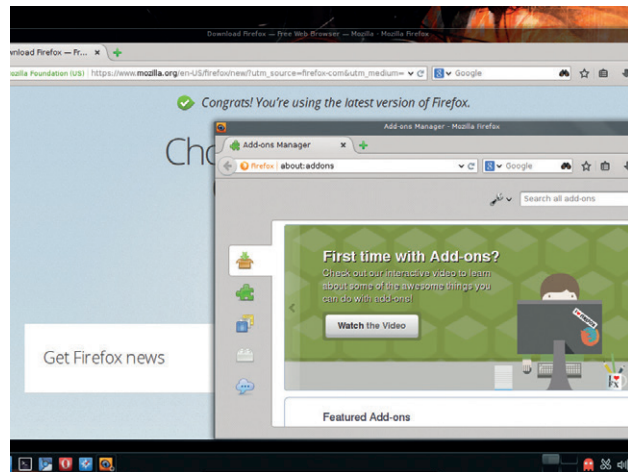 Download Firefox — Free Web Browser — Mozilla - Mozilla Firefox
wnload Firefox — Fr... ×
ozilla Foundation (US) https://www.mozilla.org/en-US/firefox/new/?utm_source=firefox-com&utm_medium= Google
Congrats! You're using the latest version of Firefox.
Cho
Add-ons Manager - Mozilla Firefox
Add-ons Manager ×
Firefox about:addons Google
Search all add-ons
First time with Add-ons?
Check out our interactive video to learn
about some of the awesome things you
can do with add-ons!
Watch the Video
Get Firefox news
Featured Add-ons